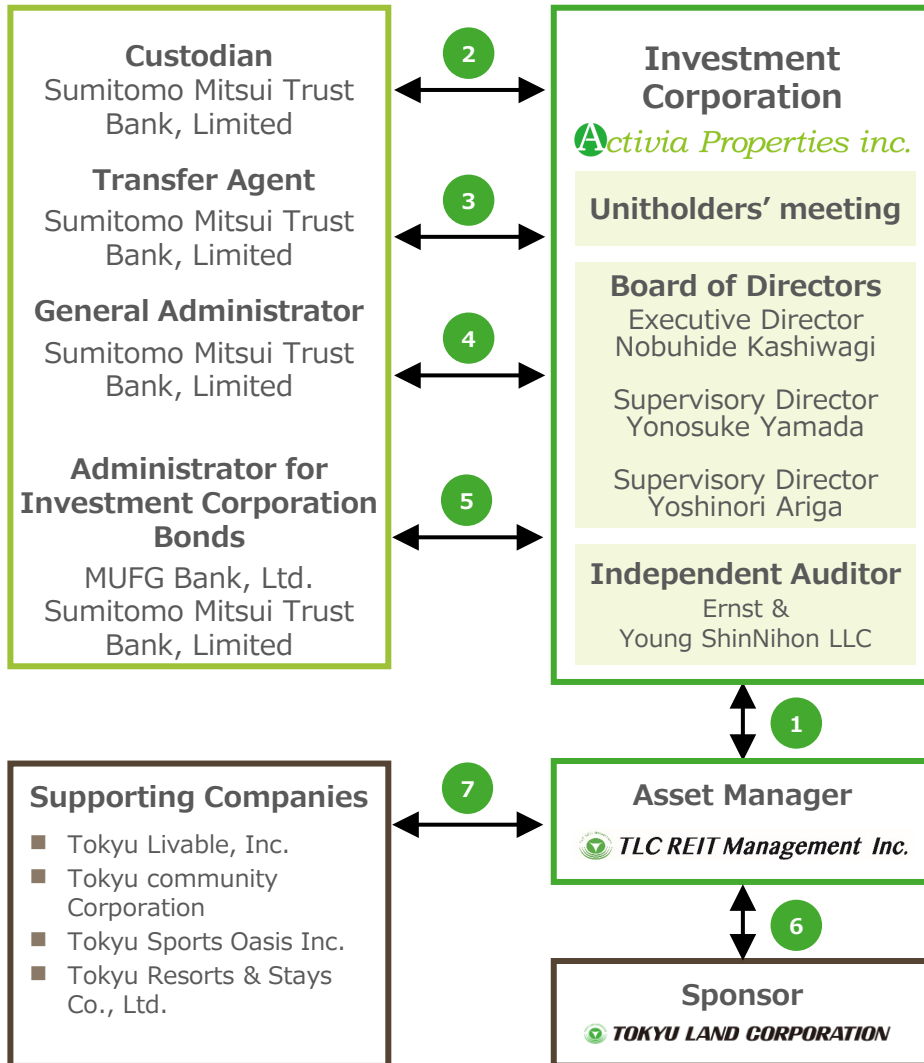 Custodian
Sumitomo Mitsui Trust
Bank, Limited
Transfer Agent
Sumitomo Mitsui Trust
Bank, Limited
General Administrator
Sumitomo Mitsui Trust
Bank, Limited
Administrator for
Investment Corporation
Bonds
MUFG Bank, Ltd.
Sumitomo Mitsui Trust
Bank, Limited
2
3
4
5
Investment
Corporation
Activia Properties inc.
Unitholders’ meeting
Board of Directors
Executive Director
Nobuhide Kashiwagi
Supervisory Director
Yonosuke Yamada
Supervisory Director
Yoshinori Ariga
Independent Auditor
Ernst &
Young ShinNihon LLC
1
Supporting Companies
Tokyu Livable, Inc.
Tokyu community
Corporation
Tokyu Sports Oasis Inc.
Tokyu Resorts & Stays
Co., Ltd.
7
Asset Manager
TLC REIT Management Inc.
6
Sponsor
TOKYU LAND CORPORATION